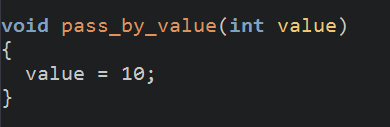 void pass_by_value(int value)
{
  value = 10;
}